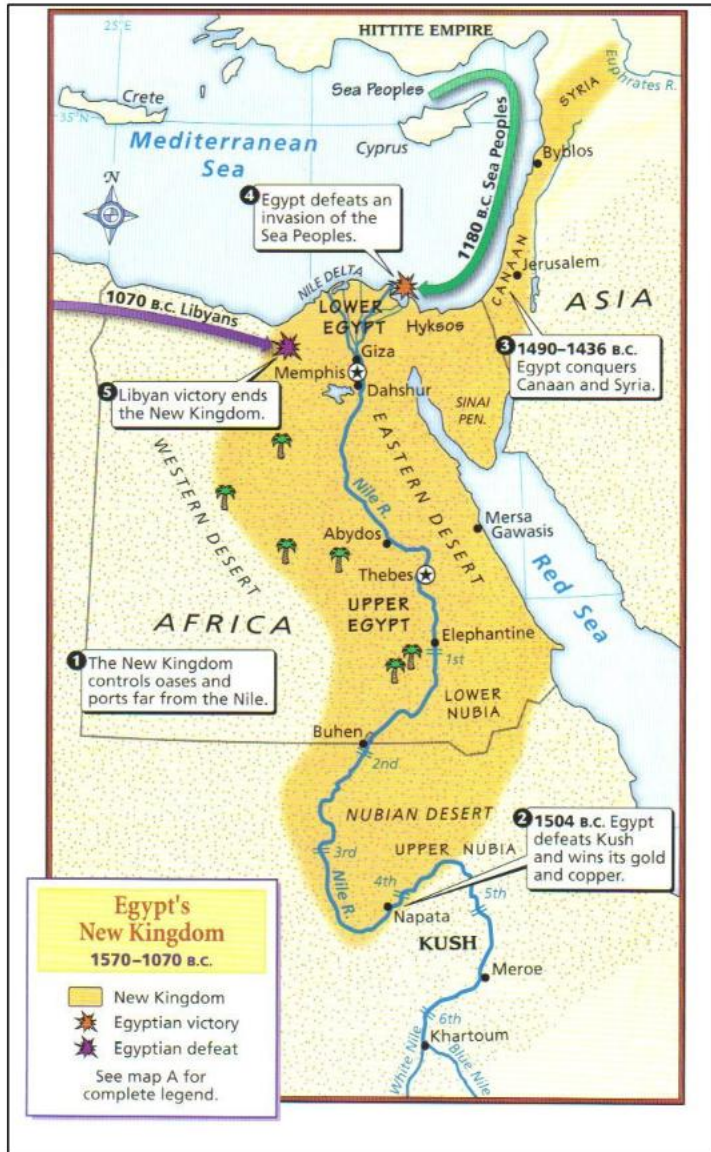 25°E
HITTITE EMPIRE
Euphrates R.
Sea Peoples
SYRIA
Crete
35°N
Mediterranean
Sea
Cyprus
Byblos
1180 B.C. Sea Peoples
N
4 Egypt defeats an
invasion of the
Sea Peoples.
CANAAN
Jerusalem
NILE DELTA
ASIA
1070 B.C. Libyans
LOWER
EGYPT
Hyksos
3 1490–1436 B.C.
Egypt conquers
Canaan and Syria.
Giza
Memphis
Dahshur
5 Libyan victory ends
the New Kingdom.
SINAI
PEN.
WESTERN DESERT
EASTERN DESERT
Nile R.
Mersa
Gawasis
Abydos
Red Sea
Thebes
UPPER
EGYPT
AFRICA
Elephantine
1st
1 The New Kingdom
controls oases and
ports far from the Nile.
LOWER
NUBIA
Buhen
2nd
NUBIAN DESERT
2 1504 B.C. Egypt
defeats Kush
and wins its gold
and copper.
3rd
UPPER NUBIA
4th
5th
Nile R.
Napata
KUSH
Meroe
6th
Khartoum
White Nile
Blue Nile
Egypt's
New Kingdom
1570–1070 B.C.
New Kingdom
Egyptian victory
Egyptian defeat
See map A for
complete legend.